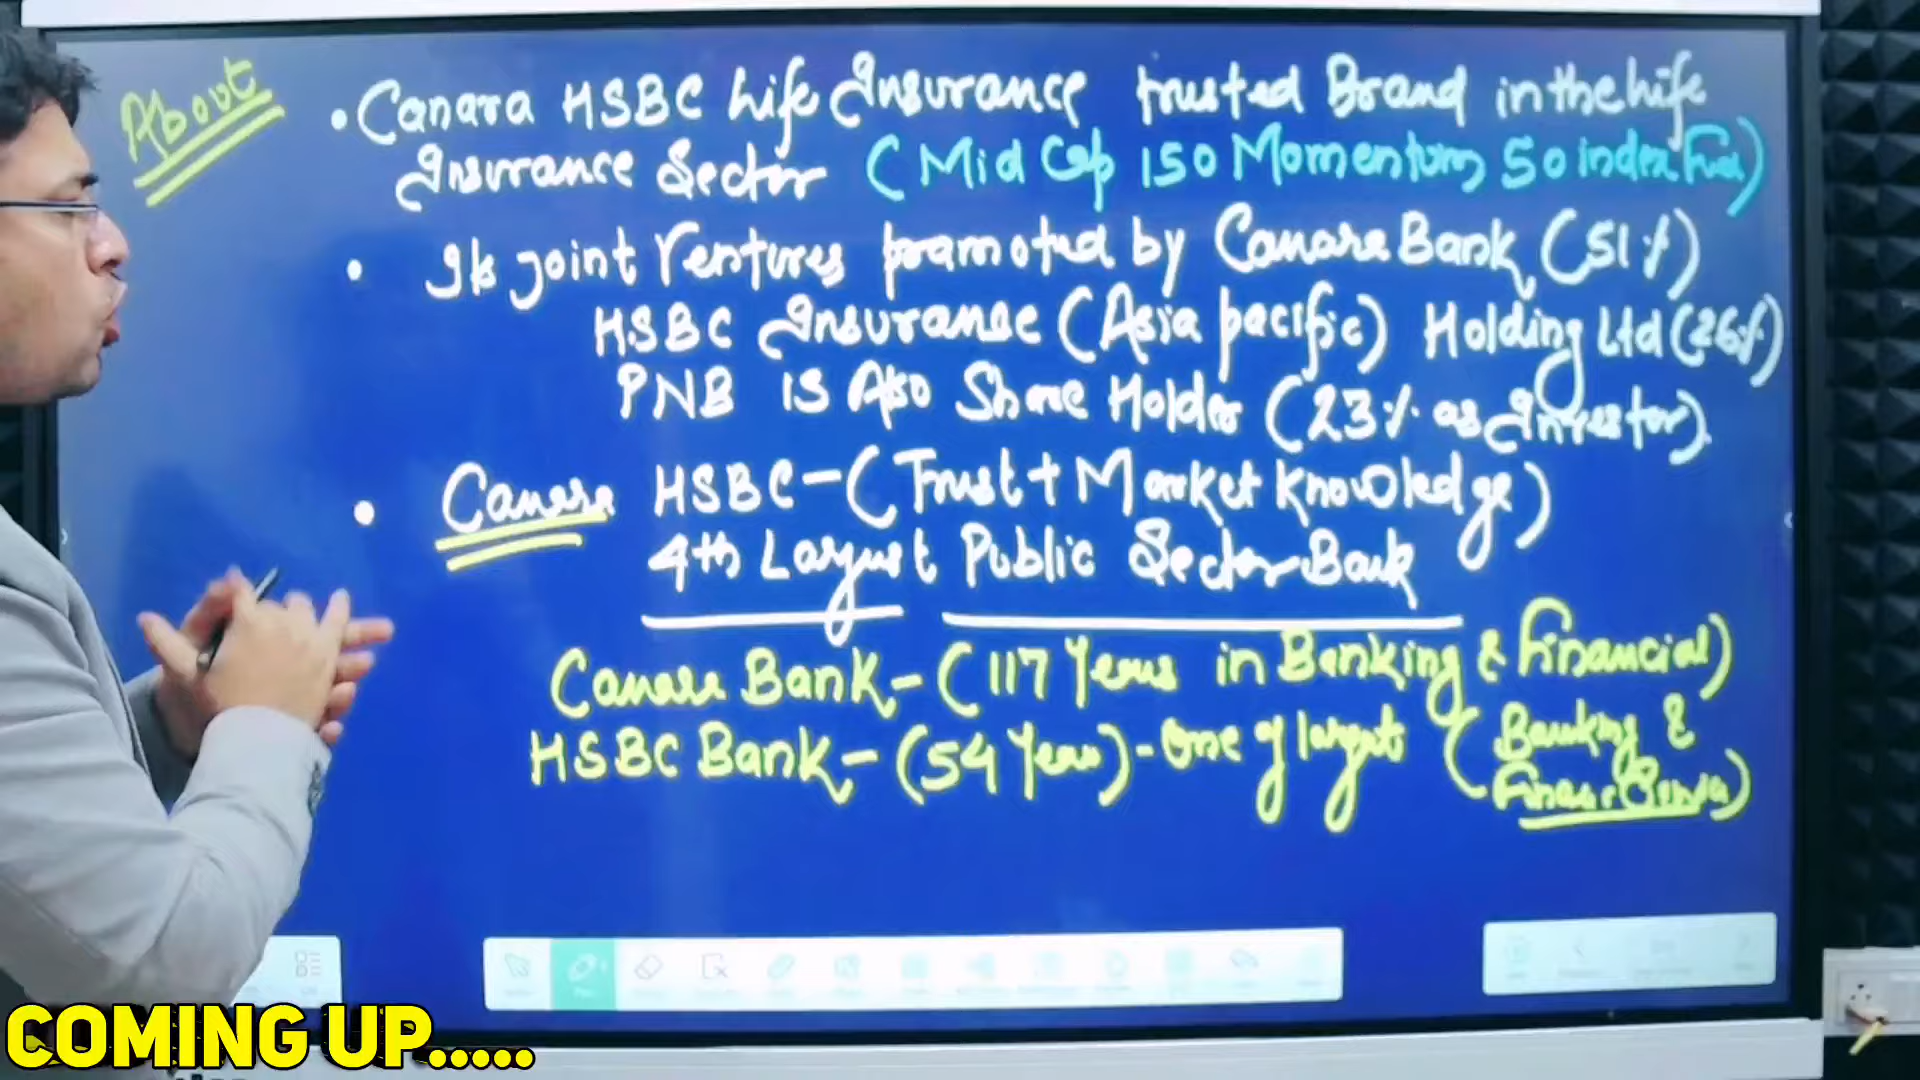 About
• Canara HSBC Life Insurance trusted Brand in the Life
Insurance Sector (Mid Cap 150 Momentum 50 index Fund)
• Its joint Ventures promoted by Canara Bank (51%)
HSBC Insurance (Asia pacific) Holding Ltd (26%)
PNB is Also Share Holder (23% as Investor).
• Canara HSBC - (Trust + Market Knowledge)
4th Largest Public Sector Bank
Canara Bank - (117 Years in Banking & Financial)
HSBC Bank - (54 Years) - One of largest (Banking &
COMING UP.....